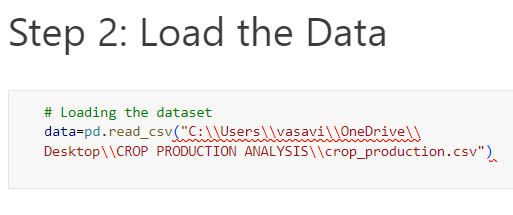 Step 2: Load the Data
# Loading the dataset
data=pd.read_csv("C:\\Users\\vasavi\\OneDrive\\
Desktop\\CROP PRODUCTION ANALYSIS\\crop_production.csv")